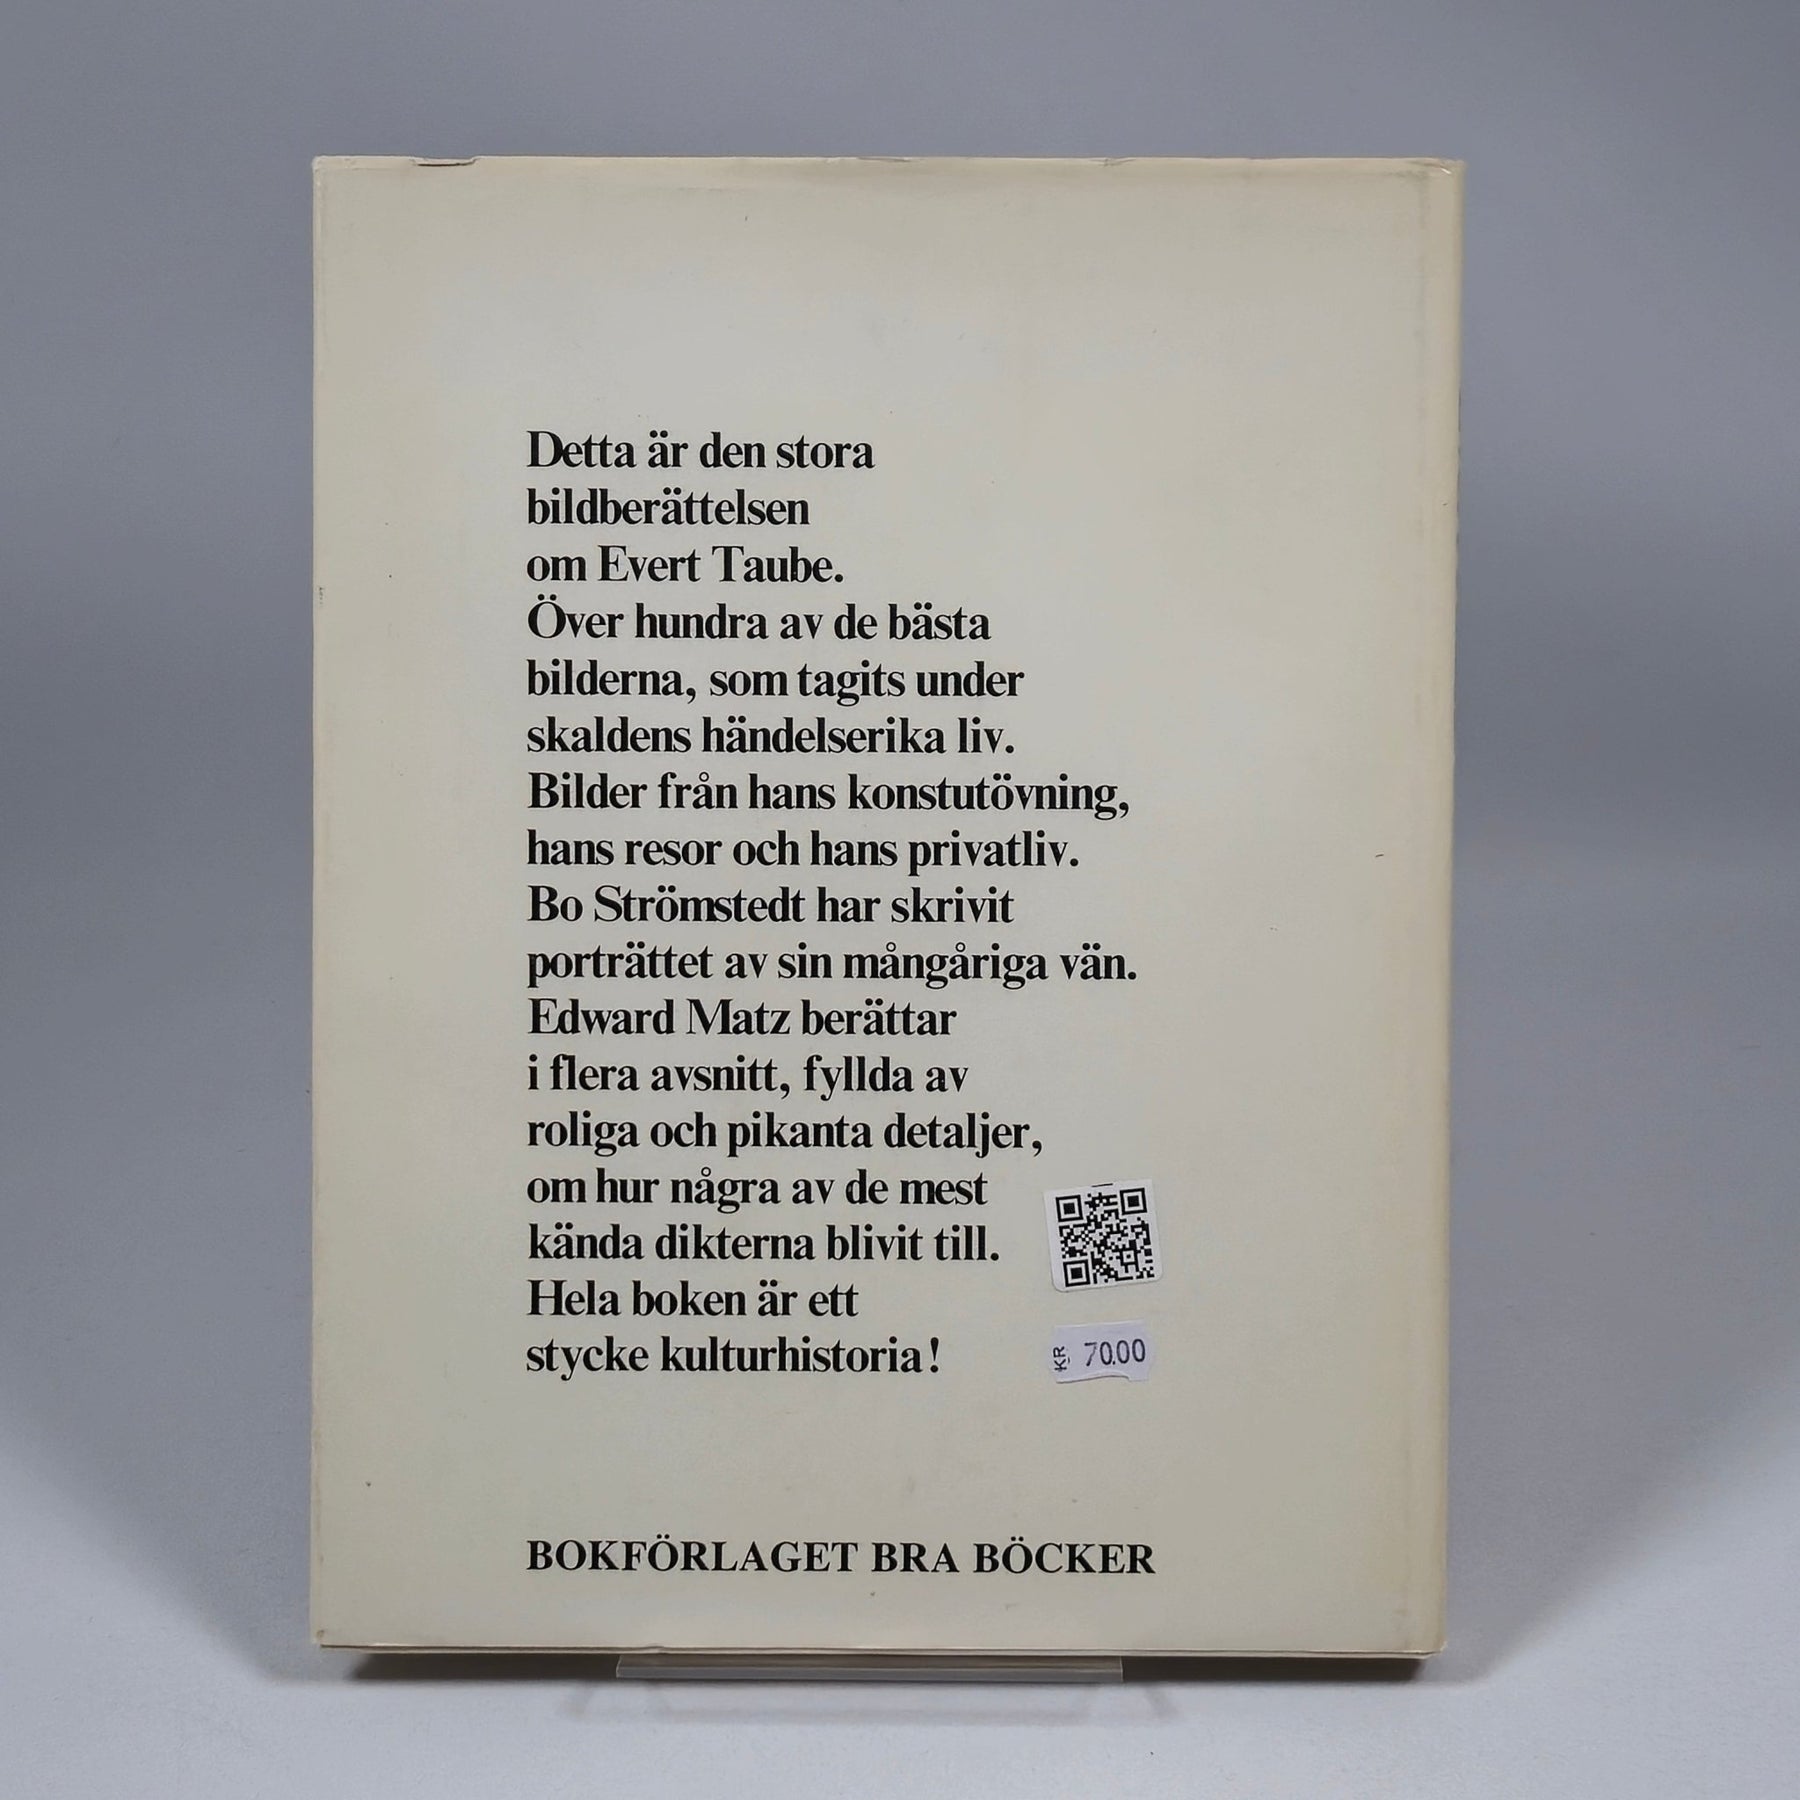 Detta är den stora
bildberättelsen
om Evert Taube.
Över hundra av de bästa
bilderna, som tagits under
skaldens händelserika liv.
Bilder från hans konstutövning,
hans resor och hans privatliv.
Bo Strömstedt har skrivit
porträttet av sin mångåriga vän.
Edward Matz berättar
i flera avsnitt, fyllda av
roliga och pikanta detaljer,
om hur några av de mest
kända dikterna blivit till.
Hela boken är ett
stycke kulturhistoria!
KR 70.00
BOKFÖRLAGET BRA BÖCKER